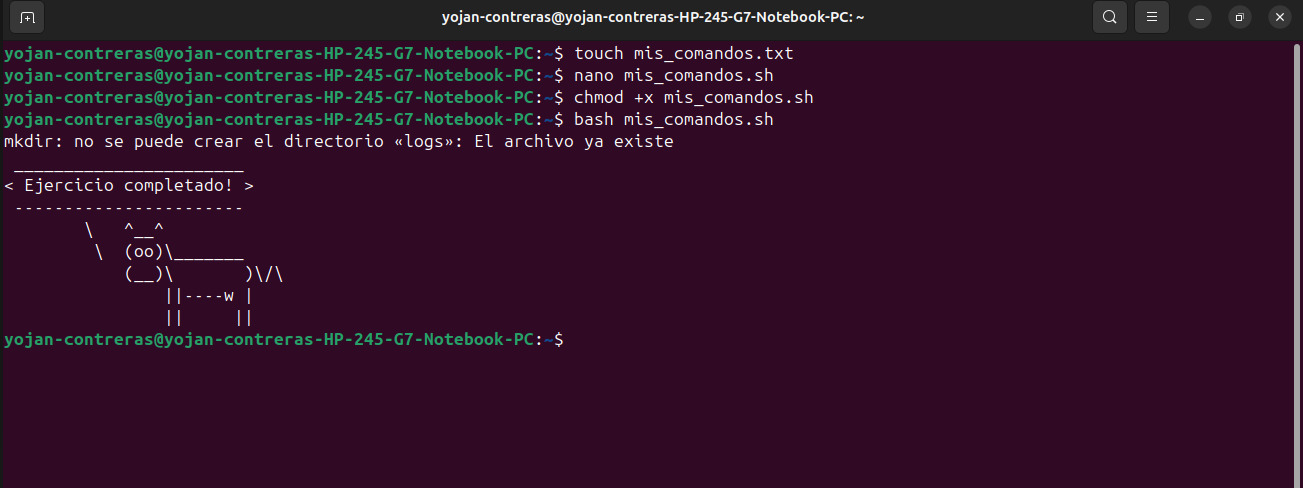 yojan-contreras@yojan-contreras-HP-245-G7-Notebook-PC: ~
yojan-contreras@yojan-contreras-HP-245-G7-Notebook-PC:~$ touch mis_comandos.txt
yojan-contreras@yojan-contreras-HP-245-G7-Notebook-PC:~$ nano mis_comandos.sh
yojan-contreras@yojan-contreras-HP-245-G7-Notebook-PC:~$ chmod +x mis_comandos.sh
yojan-contreras@yojan-contreras-HP-245-G7-Notebook-PC:~$ bash mis_comandos.sh
mkdir: no se puede crear el directorio «logs»: El archivo ya existe
 _______________________
< Ejercicio completado! >
 -----------------------
        \   ^__^
         \  (oo)\_______
            (__)\       )\/\
                ||----w |
                ||     ||
yojan-contreras@yojan-contreras-HP-245-G7-Notebook-PC:~$